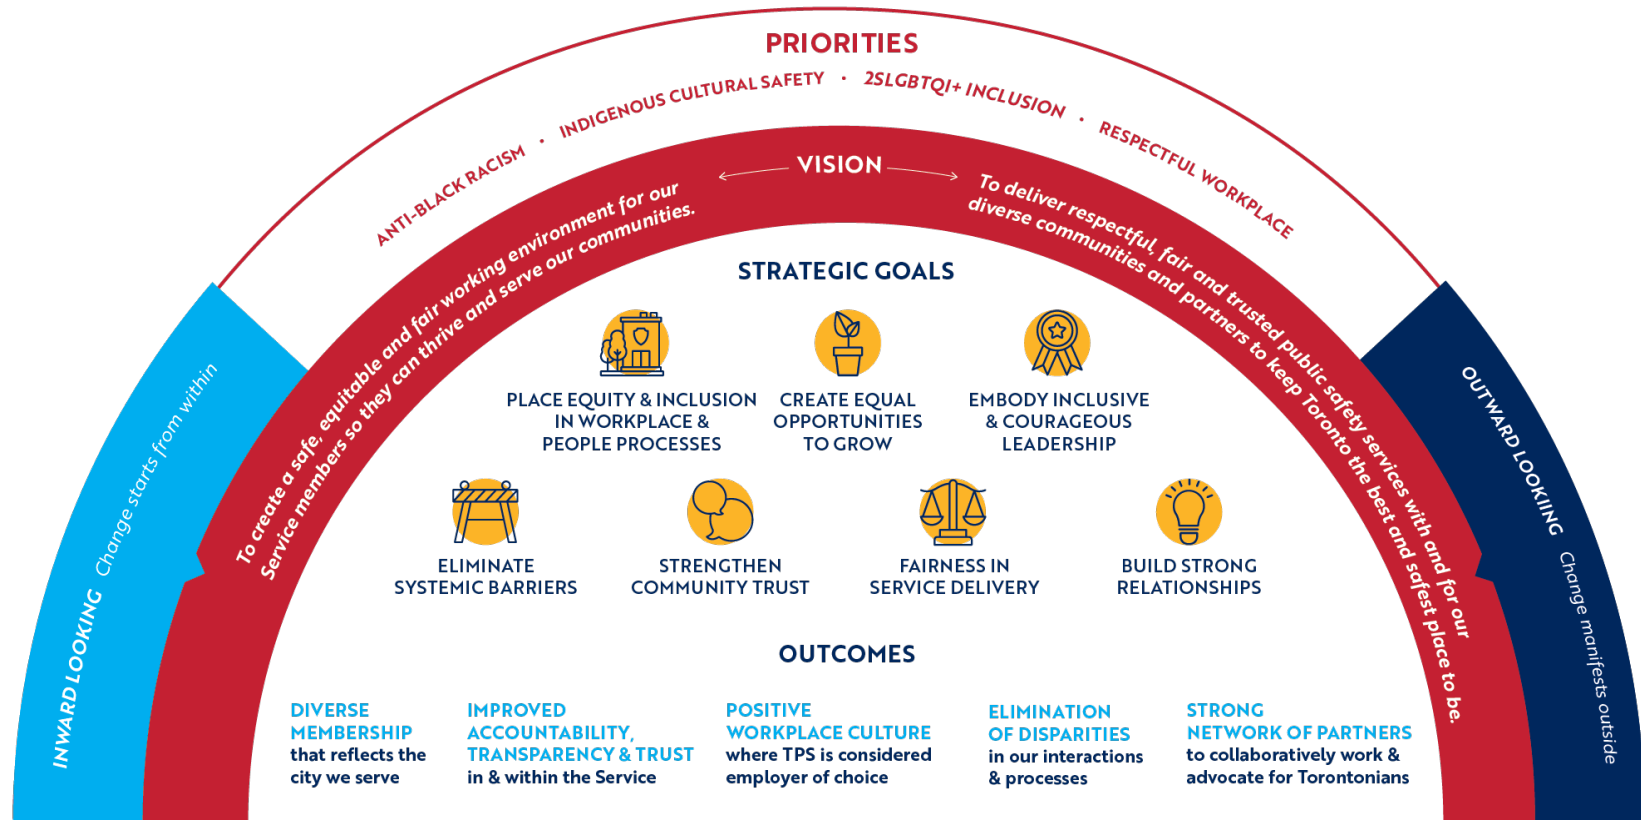 PRIORITIES
ANTI-BLACK RACISM · INDIGENOUS CULTURAL SAFETY · 2SLGBTQI+ INCLUSION · RESPECTFUL WORKPLACE
VISION
To create a safe, equitable and fair working environment for our
Service members so they can thrive and serve our communities.
To deliver respectful, fair and trusted public safety services with and for our
diverse communities and partners to keep Toronto the best and safest place to be.
INWARD LOOKING Change starts from within
OUTWARD LOOKING Change manifests outside
STRATEGIC GOALS
PLACE EQUITY & INCLUSION
IN WORKPLACE &
PEOPLE PROCESSES
CREATE EQUAL
OPPORTUNITIES
TO GROW
EMBODY INCLUSIVE
& COURAGEOUS
LEADERSHIP
ELIMINATE
SYSTEMIC BARRIERS
STRENGTHEN
COMMUNITY TRUST
FAIRNESS IN
SERVICE DELIVERY
BUILD STRONG
RELATIONSHIPS
OUTCOMES
DIVERSE
MEMBERSHIP
that reflects the
city we serve
IMPROVED
ACCOUNTABILITY,
TRANSPARENCY & TRUST
in & within the Service
POSITIVE
WORKPLACE CULTURE
where TPS is considered
employer of choice
ELIMINATION
OF DISPARITIES
in our interactions
& processes
STRONG
NETWORK OF PARTNERS
to collaboratively work &
advocate for Torontonians